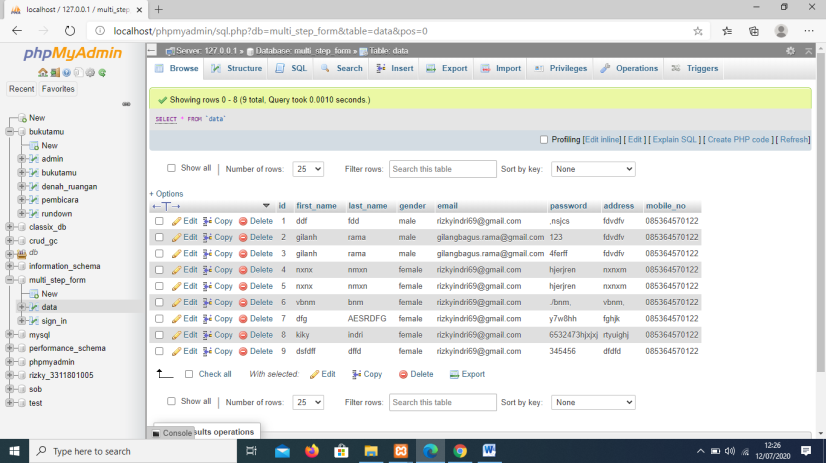 localhost / 127.0.0.1 / multi_step
localhost/phpmyadmin/sql.php?db=multi_step_form&table=data&pos=0
phpMyAdmin
Recent Favorites
New
bukutamu
New
admin
bukutamu
denah_ruangan
pembicara
rundown
classix_db
crud_gc
db
information_schema
multi_step_form
New
data
sign_in
mysql
performance_schema
phpmyadmin
rizky_3311801005
sob
test
Server: 127.0.0.1 » Database: multi_step_form » Table: data
Browse Structure SQL Search Insert Export Import Privileges Operations Triggers
Showing rows 0 - 8 (9 total, Query took 0.0010 seconds.)
SELECT * FROM `data`
Profiling [Edit inline] [ Edit ] [ Explain SQL ] [ Create PHP code ] [ Refresh]
Show all | Number of rows: 25 Filter rows: Search this table Sort by key: None
+ Options
←T→ id first_name last_name gender email password address mobile_no
Edit Copy Delete 1 ddf fdd male rizkyindri69@gmail.com .nsjcs fdvdfv 085364570122
Edit Copy Delete 2 gilanh rama male gilangbagus.rama@gmail.com 123 fdvdfv 085364570122
Edit Copy Delete 3 gilanh rama male gilangbagus.rama@gmail.com 4ferff fdvdfv 085364570122
Edit Copy Delete 4 nxnx nmxn female rizkyindri69@gmail.com hjerjren nxnxm 085364570122
Edit Copy Delete 5 nxnx nmxn female rizkyindri69@gmail.com hjerjren nxnxm 085364570122
Edit Copy Delete 6 vbnm bnm female rizkyindri69@gmail.com ./bnm, vbnm, 085364570122
Edit Copy Delete 7 dfg AESRDFG female rizkyindri69@gmail.com y7w8hh fghjk 085364570122
Edit Copy Delete 8 kiky indri female rizkyindri69@gmail.com 6532473hjxjxj rtyuighj 085364570122
Edit Copy Delete 9 dsfdff dffd female rizkyindri69@gmail.com 345456 dfdfd 085364570122
Check all With selected: Edit Copy Delete Export
Show all | Number of rows: 25 Filter rows: Search this table Sort by key: None
Console sults operations
Type here to search
12:26
12/07/2020